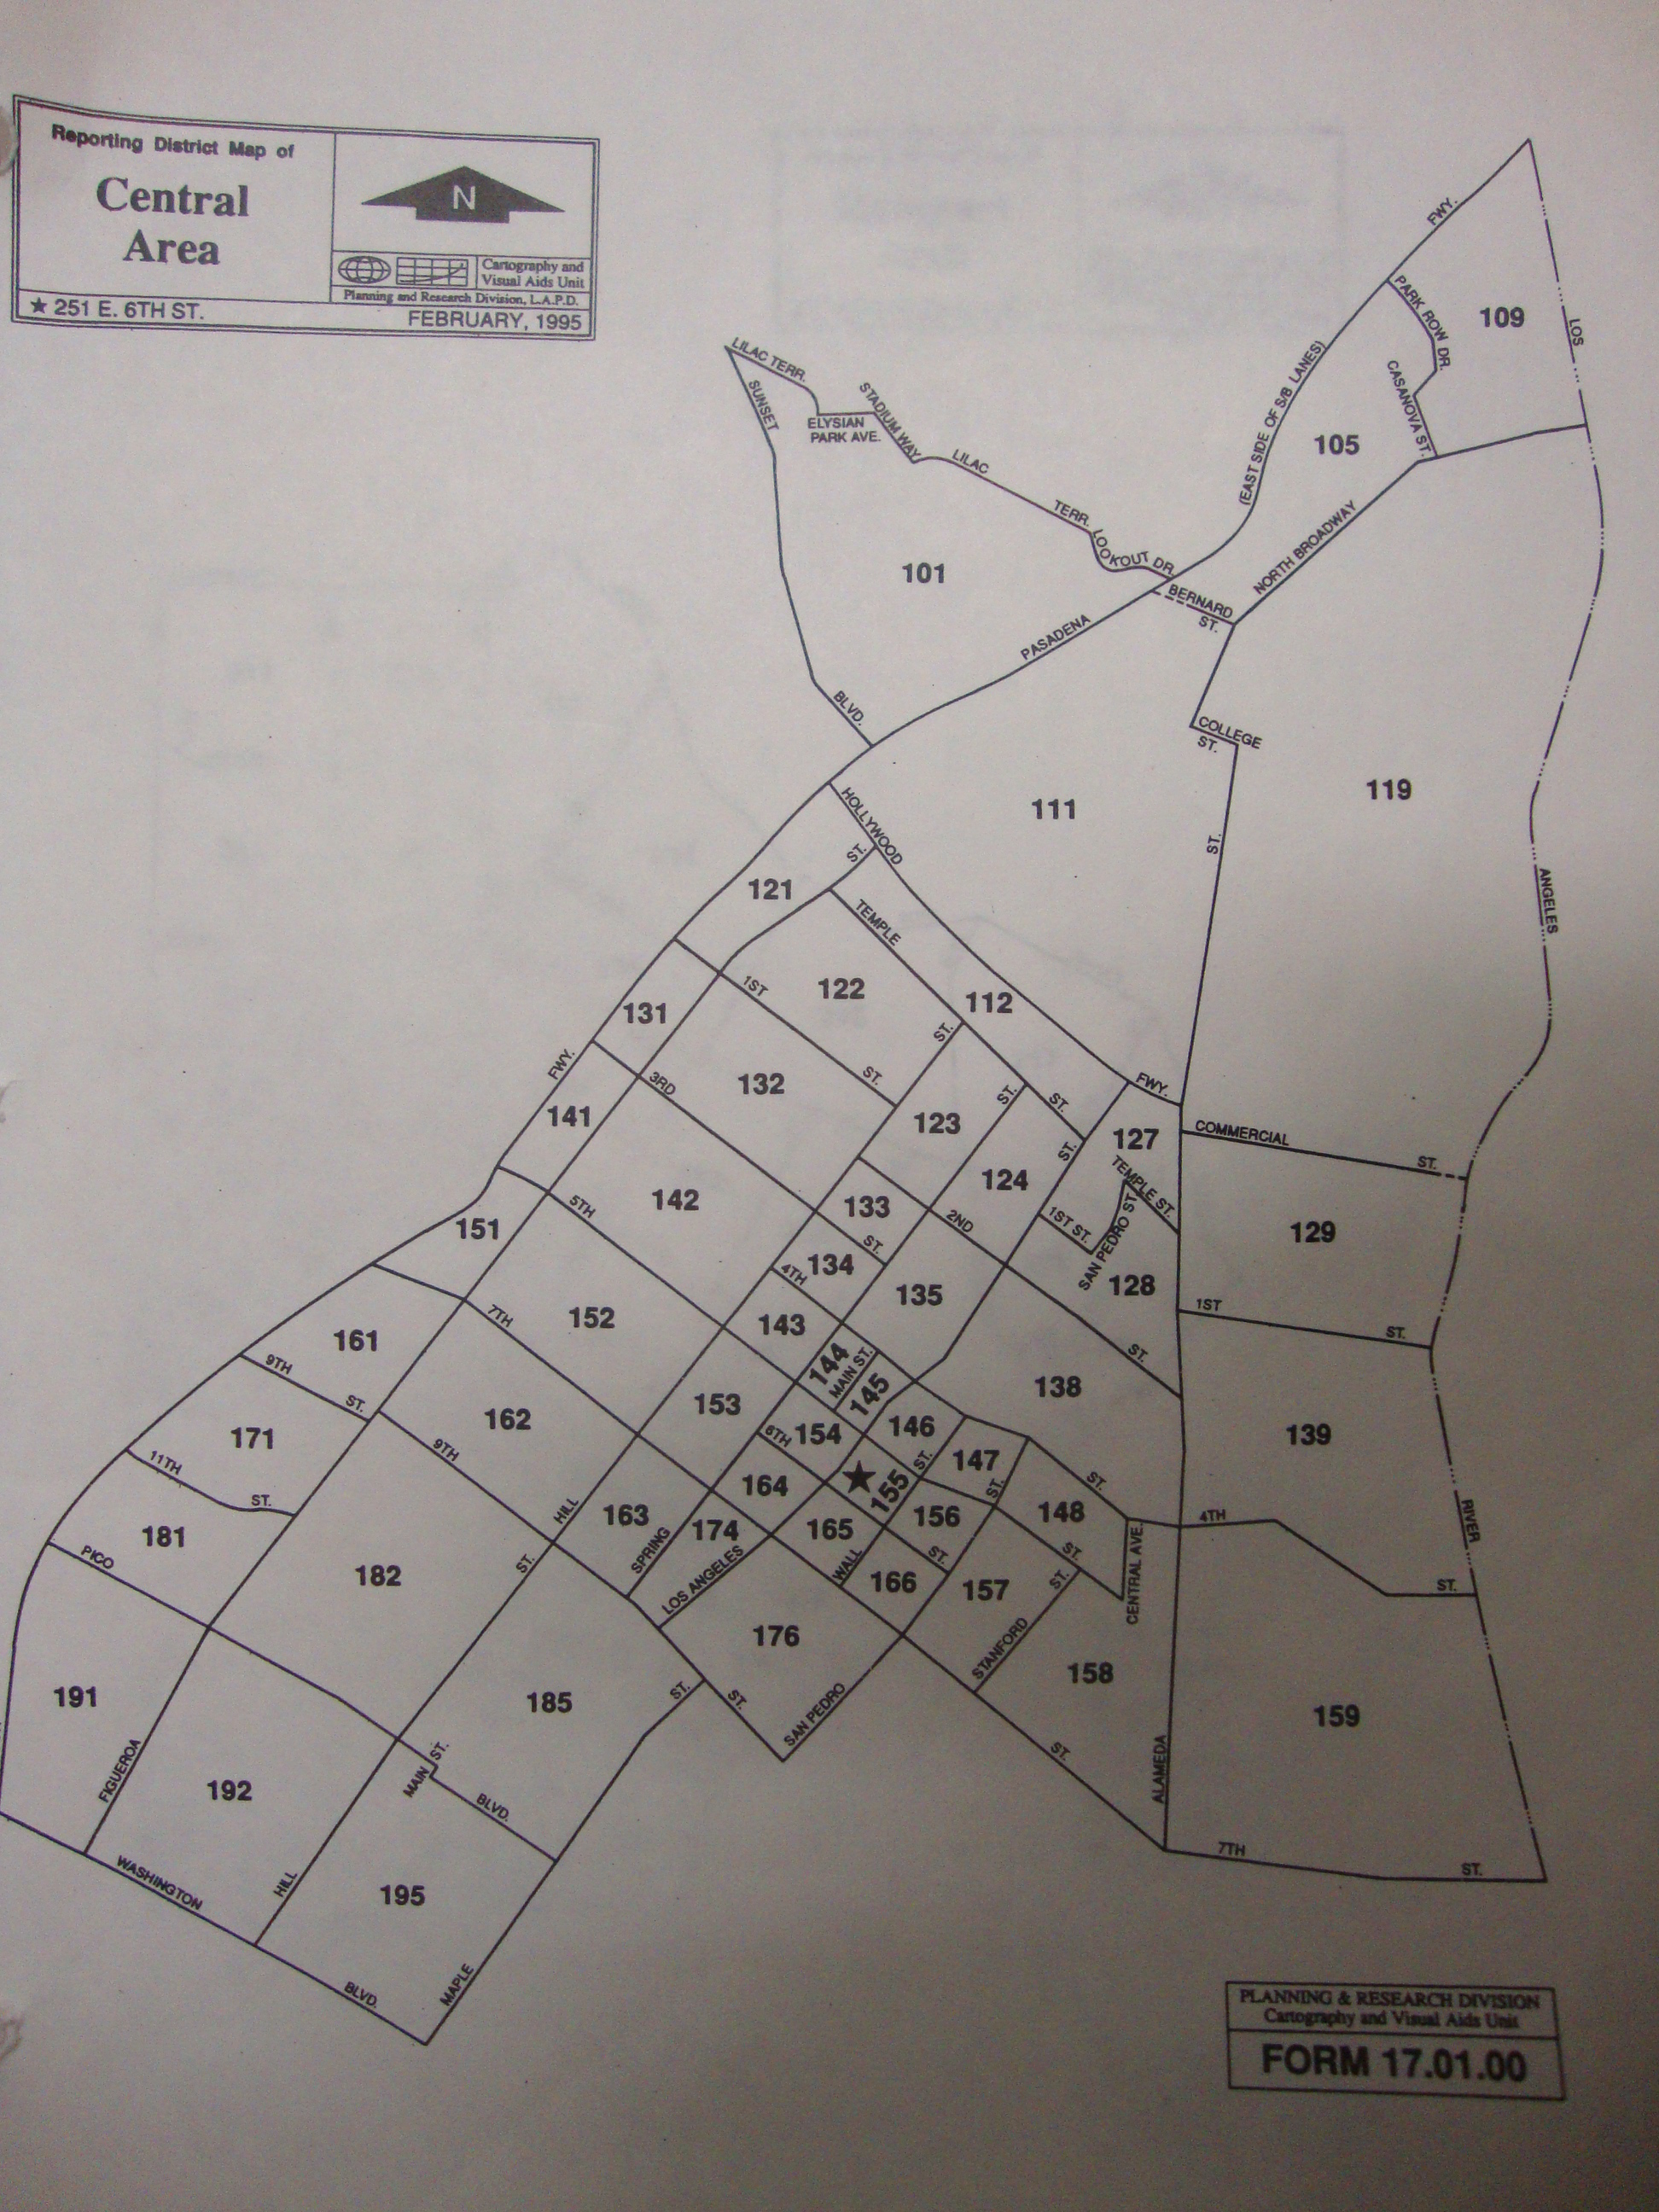 Reporting District Map of
Central
Area
N
Cartography and
Visual Aids Unit
Planning and Research Division, L.A.P.D.
★ 251 E. 6TH ST.
FEBRUARY, 1995
FWY.
PARK ROW DR.
109
LOS
LILAC TERR.
SUNSET
ELYSIAN
PARK AVE.
STADIUM WAY
LILAC
TERR.
LOOKOUT DR.
(EAST SIDE OF S/B LANES)
CASANOVA ST.
105
101
NORTH BROADWAY
BERNARD
ST.
PASADENA
BLVD.
COLLEGE
ST.
119
111
HOLLYWOOD
ST.
ST.
121
TEMPLE
ANGELES
1ST
122
112
131
ST.
FWY.
3RD
132
ST.
FWY.
141
123
ST.
ST.
127
COMMERCIAL
ST.
ST.
TEMPLE ST.
124
142
5TH
133
2ND
1ST ST.
SAN PEDRO ST.
151
129
ST.
134
4TH
135
128
1ST
ST.
152
7TH
143
161
9TH
144
MAIN ST.
145
ST.
138
ST.
153
162
171
9TH
6TH
154
146
139
11TH
ST.
147
ST.
ST.
155
164
ST.
181
HILL
163
174
165
156
148
4TH
RIVER
PICO
SPRING
ST.
LOS ANGELES
WALL
ST.
166
157
ST.
ST.
CENTRAL AVE.
ST.
182
176
STANFORD
158
191
185
ST.
ST.
SAN PEDRO
159
FIGUEROA
192
MAIN
ST.
BLVD.
ST.
ALAMEDA
7TH
ST.
WASHINGTON
HILL
195
BLVD.
MAPLE
PLANNING & RESEARCH DIVISION
Cartography and Visual Aids Unit
FORM 17.01.00